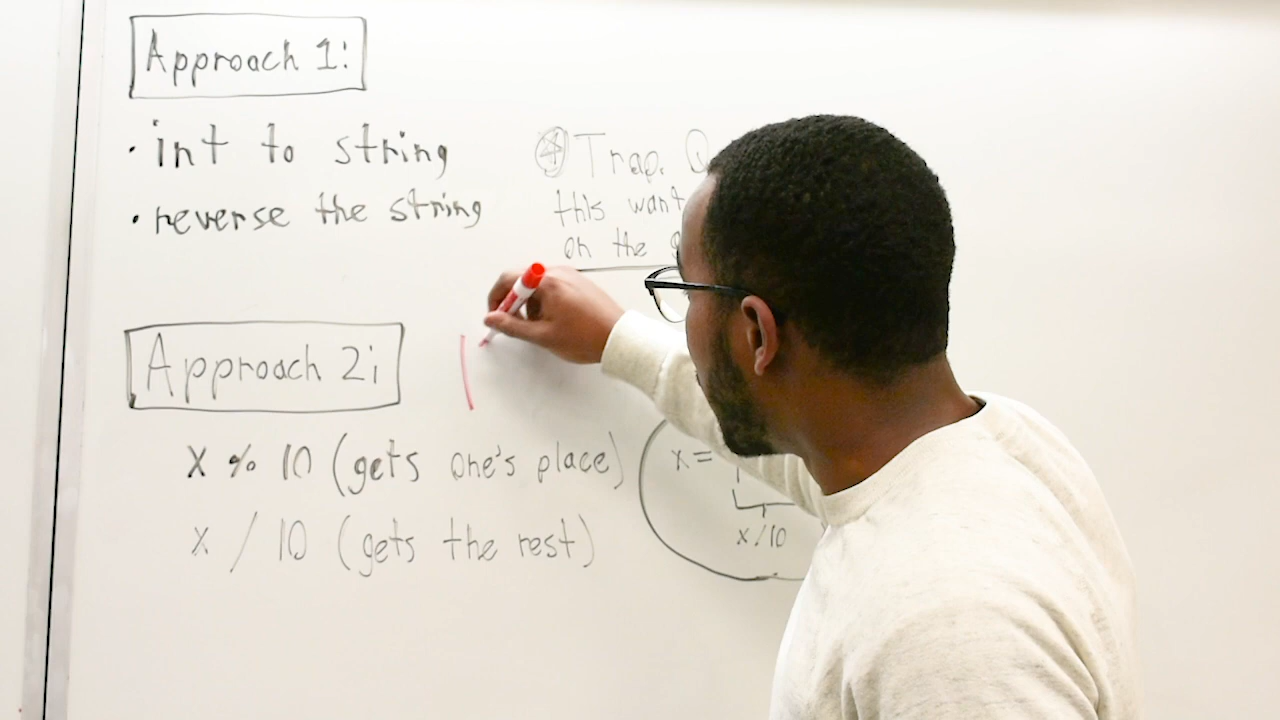 Approach 1:
• int to string
• reverse the string
Trap. Q
this want
on the
Approach 2:
x % 10 (gets one's place)
x / 10 (gets the rest)
x =
x/10